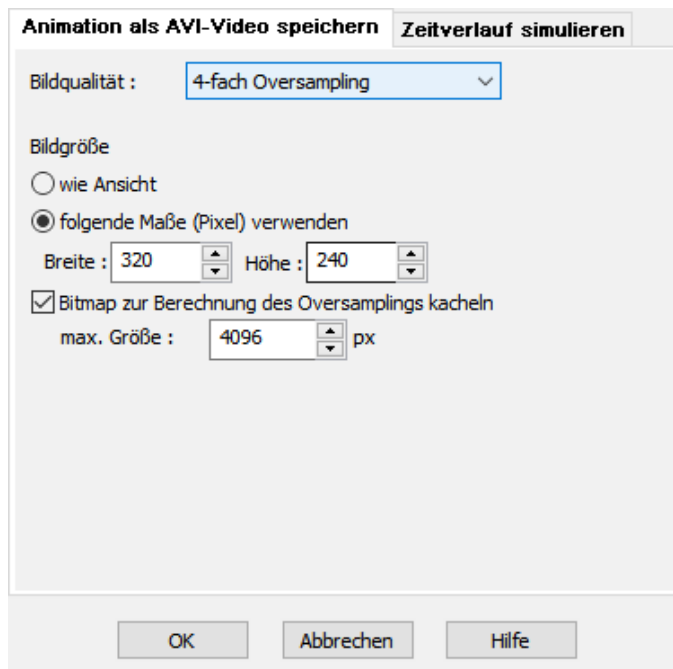 Animation als AVI-Video speichern Zeitverlauf simulieren
Bildqualität : 4-fach Oversampling
Bildgröße
wie Ansicht
folgende Maße (Pixel) verwenden
Breite : 320 Höhe : 240
Bitmap zur Berechnung des Oversamplings kacheln
max. Größe : 4096 px
OK Abbrechen Hilfe